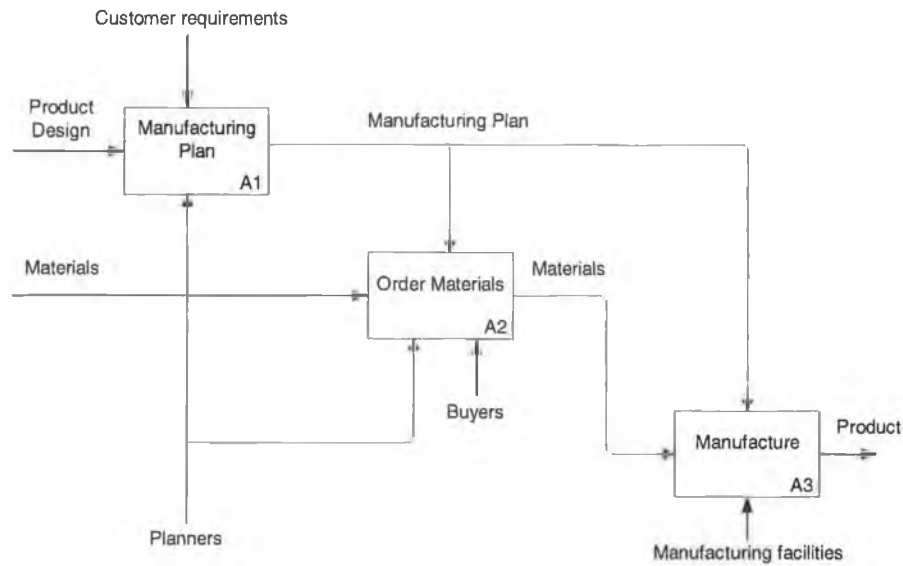 Customer requirements
Product
Design
Manufacturing
Plan
A1
Manufacturing Plan
Materials
Order Materials
A2
Materials
Buyers
Manufacture
A3
Product
Planners
Manufacturing facilities